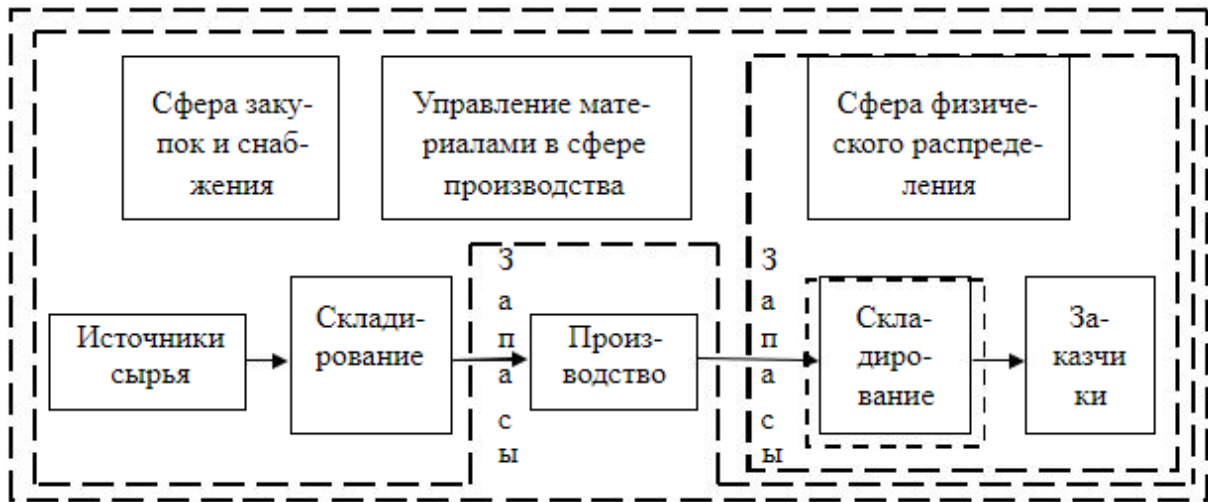 Сфера заку-
пок и снаб-
жения
Управление мате-
риалами в сфере
производства
Сфера физиче-
ского распреде-
ления
Источники
сырья
Склади-
рование
З
а
п
а
с
ы
Произ-
водство
З
а
п
а
с
ы
Скла-
диро-
вание
За-
казчи
ки